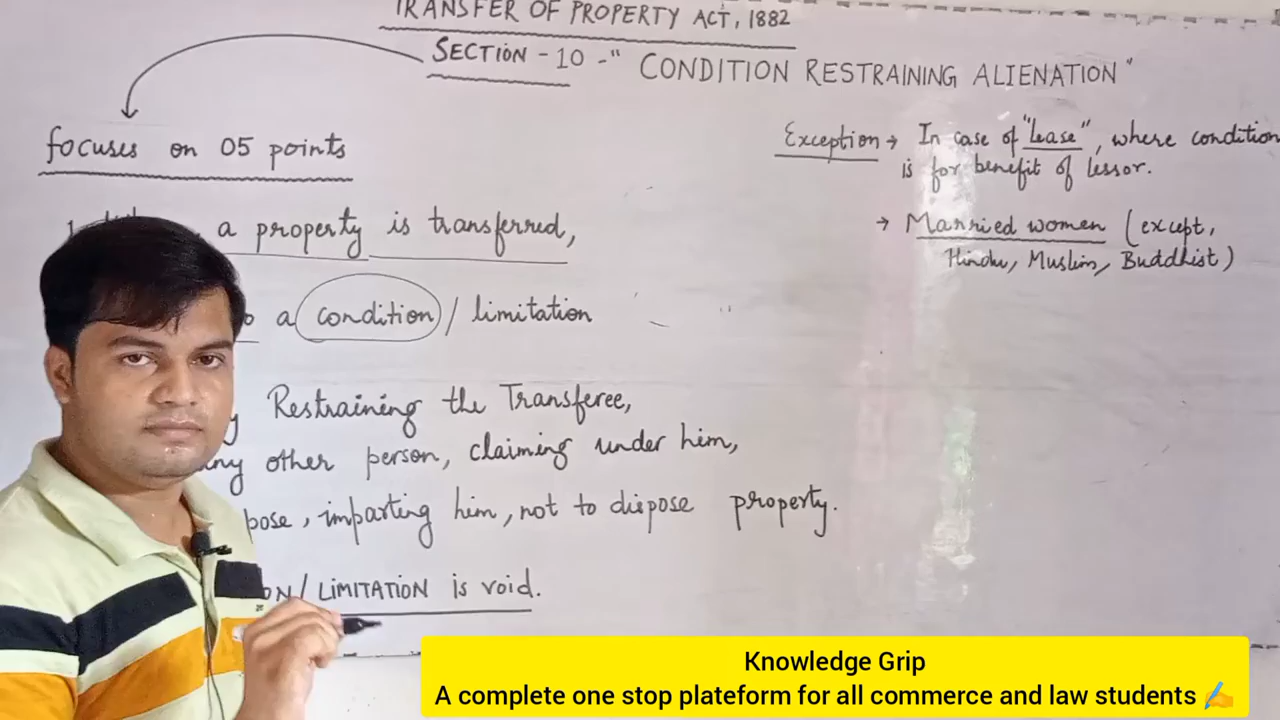 TRANSFER OF PROPERTY ACT, 1882
SECTION - 10 - " CONDITION RESTRAINING ALIENATION "
focuses on 05 points
a property is transferred,
a condition / limitation
Restraining the Transferee,
any other person, claiming under him,
pose, imparting him, not to dispose property.
ON/ LIMITATION is void.
Exception → In case of "lease", where condition
is for benefit of lessor.
→ Married women (except,
Hindu, Muslim, Buddhist)
Knowledge Grip
A complete one stop plateform for all commerce and law students ✍️